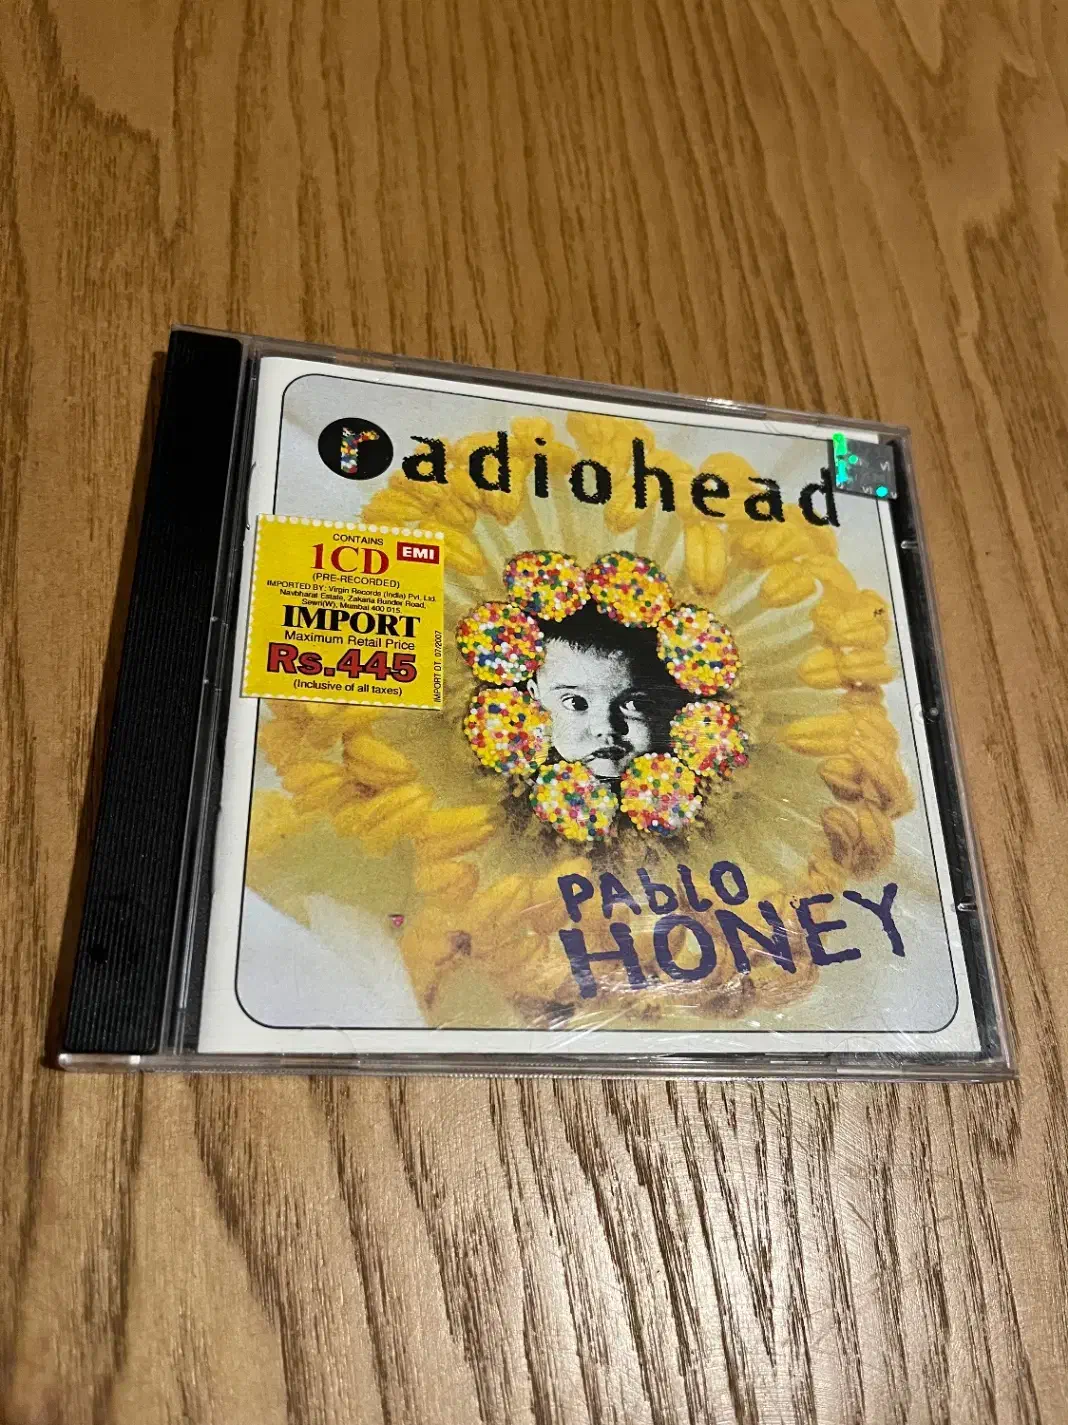 radiohead
CONTAINS
1CD
EMI
(PRE-RECORDED)
IMPORTED BY: Virgin Records (India) Pvt. Ltd.
Navbharat Estate, Zakaria Bunder Road,
Sewri(W), Mumbai 400 015.
IMPORT
Maximum Retail Price
Rs.445
(Inclusive of all taxes)
IMPORT DT. 07/2007
PAblO
HONEY